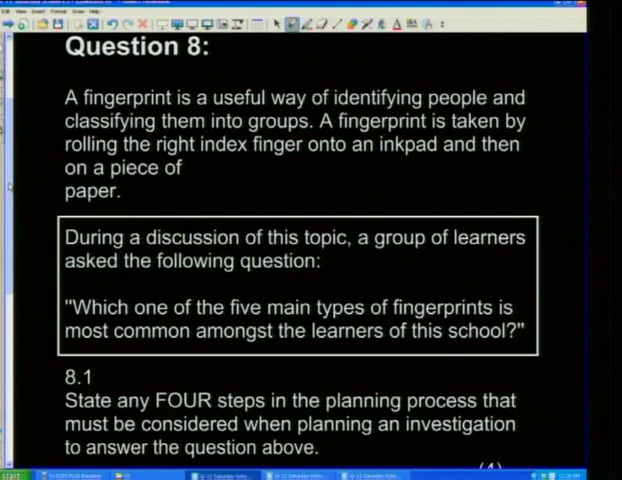 Question 8:
A fingerprint is a useful way of identifying people and
classifying them into groups. A fingerprint is taken by
rolling the right index finger onto an inkpad and then
on a piece of
paper.
During a discussion of this topic, a group of learners
asked the following question:
"Which one of the five main types of fingerprints is
most common amongst the learners of this school?"
8.1
State any FOUR steps in the planning process that
must be considered when planning an investigation
to answer the question above.
(4)
start